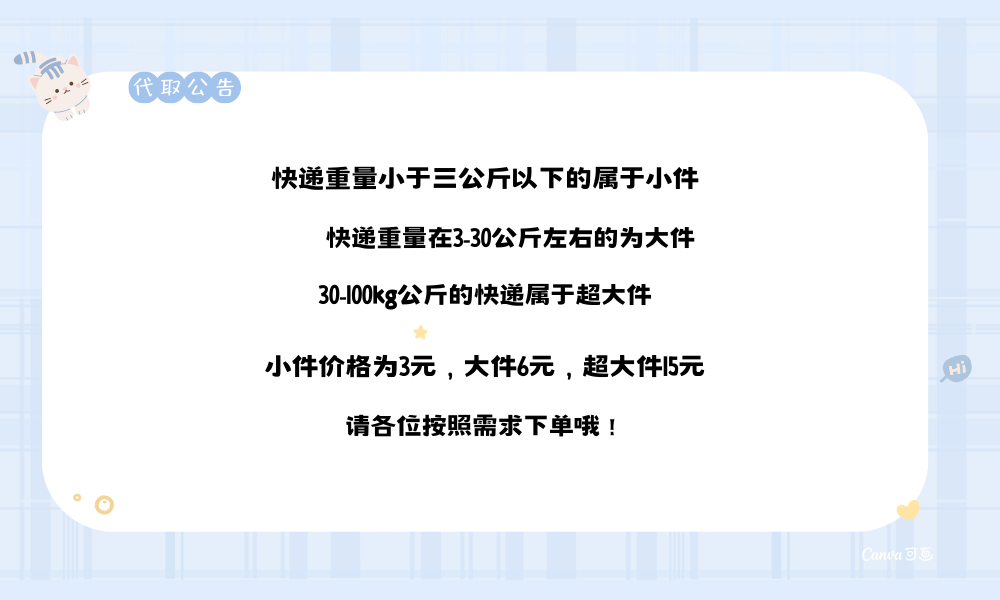 代取公告
快递重量小于三公斤以下的属于小件
快递重量在3-30公斤左右的为大件
30-100kg公斤的快递属于超大件
小件价格为3元，大件6元，超大件15元
Hi
请各位按照需求下单哦！
Canva可画